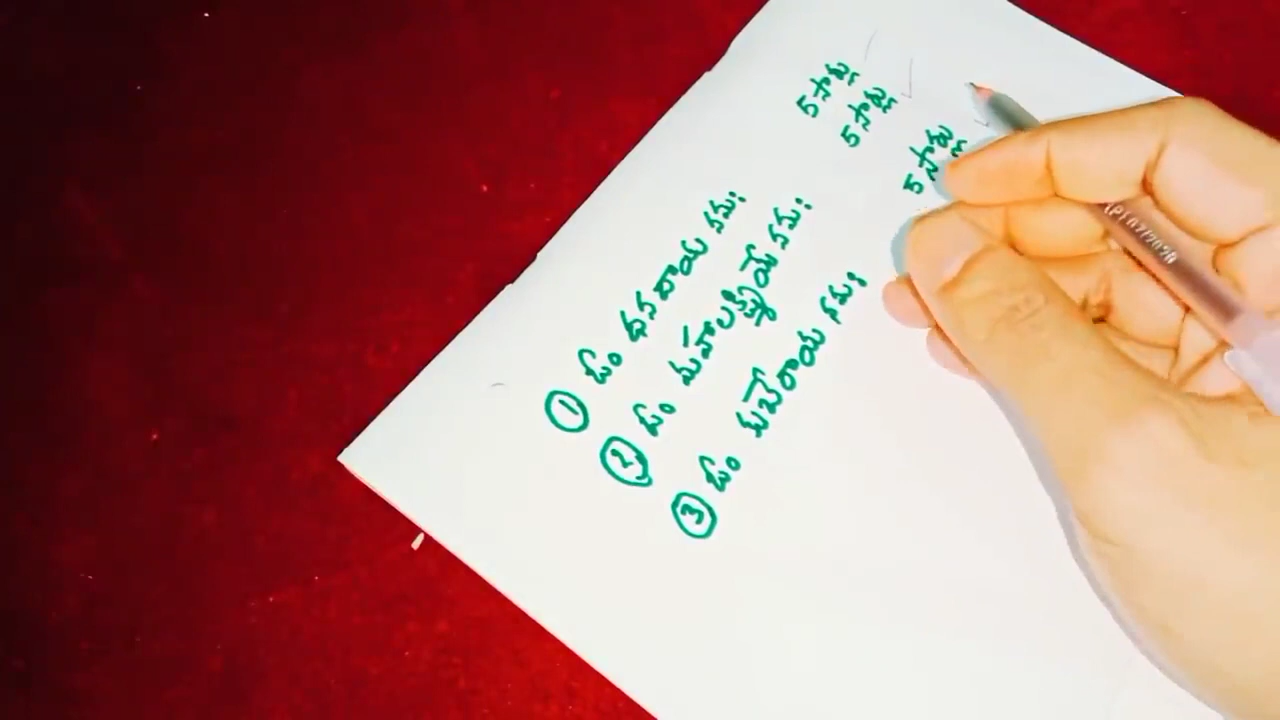 ① ఓం ధనదాయ నమః 5 సార్లు
② ఓం మహాలక్ష్మియే నమః 5 సార్లు
③ ఓం కుబేరాయ నమః 5 సార్లు